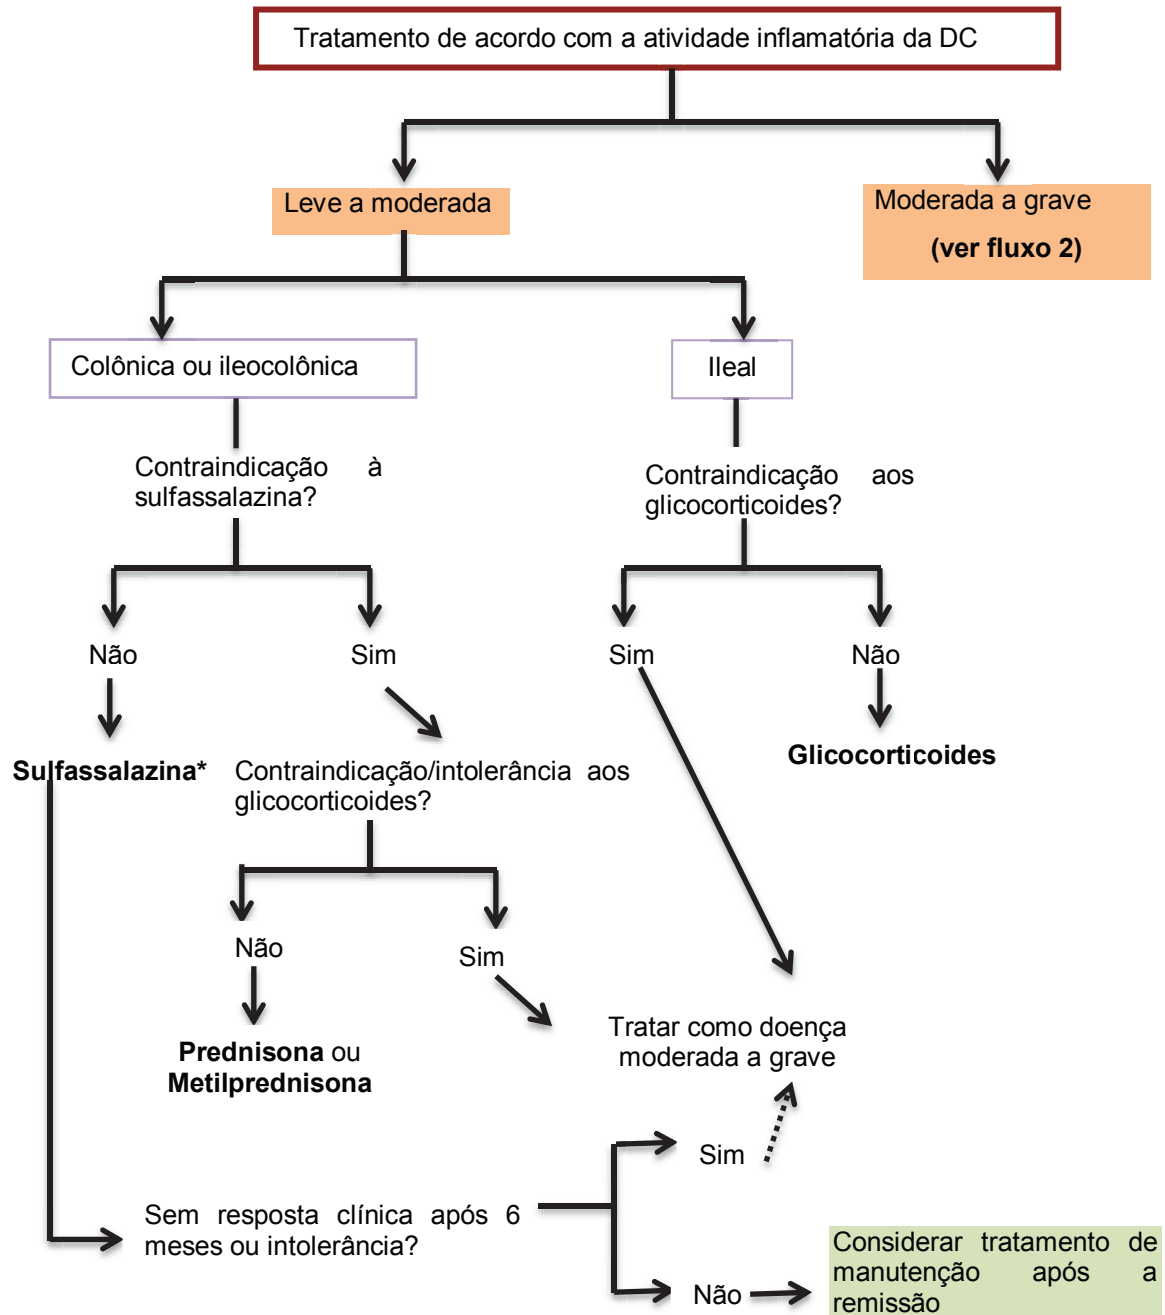 Tratamento de acordo com a atividade inflamatória da DC
Leve a moderada
Moderada a grave
(ver fluxo 2)
Colônica ou ileocolônica
Ileal
Contraindicação à
sulfassalazina?
Contraindicação aos
glicocorticoides?
Não
Sim
Sim
Não
Sulfassalazina*
Contraindicação/intolerância aos
glicocorticoides?
Glicocorticoides
Não
Sim
Prednisona ou
Metilprednisona
Tratar como doença
moderada a grave
Sem resposta clínica após 6
meses ou intolerância?
Sim
Não
Considerar tratamento de
manutenção após a
remissão